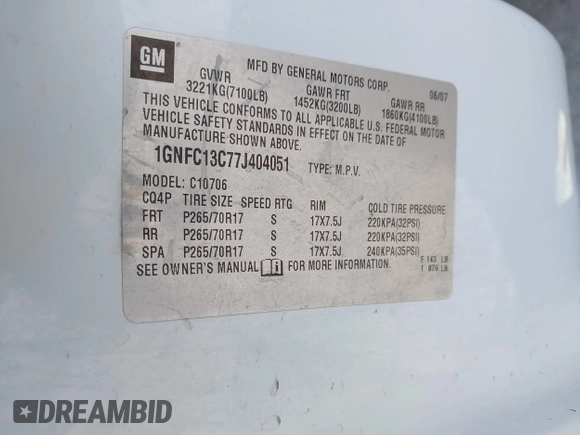 GM
MFD BY GENERAL MOTORS CORP. 06/07
GVWR GAWR FRT GAWR RR
3221KG(7100LB) 1452KG(3200LB) 1860KG(4100LB)
THIS VEHICLE CONFORMS TO ALL APPLICABLE U.S. FEDERAL MOTOR
VEHICLE SAFETY STANDARDS IN EFFECT ON THE DATE OF
MANUFACTURE SHOWN ABOVE.
1GNFC13C77J404051 TYPE: M.P.V.
MODEL: C10706
CQ4P TIRE SIZE SPEED RTG RIM COLD TIRE PRESSURE
FRT P265/70R17 S 17X7.5J 220KPA(32PSI)
RR P265/70R17 S 17X7.5J 220KPA(32PSI)
SPA P265/70R17 S 17X7.5J 240KPA(35PSI)
SEE OWNER'S MANUAL FOR MORE INFORMATION.
F 143 LB
T 876 LB
DREAMBID